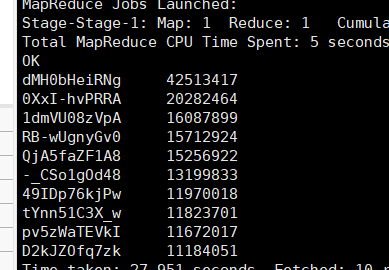 MapReduce Jobs Launched:
Stage-Stage-1: Map: 1  Reduce: 1   Cumula
Total MapReduce CPU Time Spent: 5 seconds
OK
dMH0bHeiRNg     42513417
0XxI-hvPRRA     20282464
1dmVU08zVpA     16087899
RB-wUgnyGv0     15712924
QjA5faZF1A8     15256922
-_CSo1gOd48     13199833
49IDp76kjPw     11970018
tYnn51C3X_w     11823701
pv5zWaTEVkI     11672017
D2kJZOfq7zk     11184051
Time taken: 27.951 seconds, Fetched: 10 r